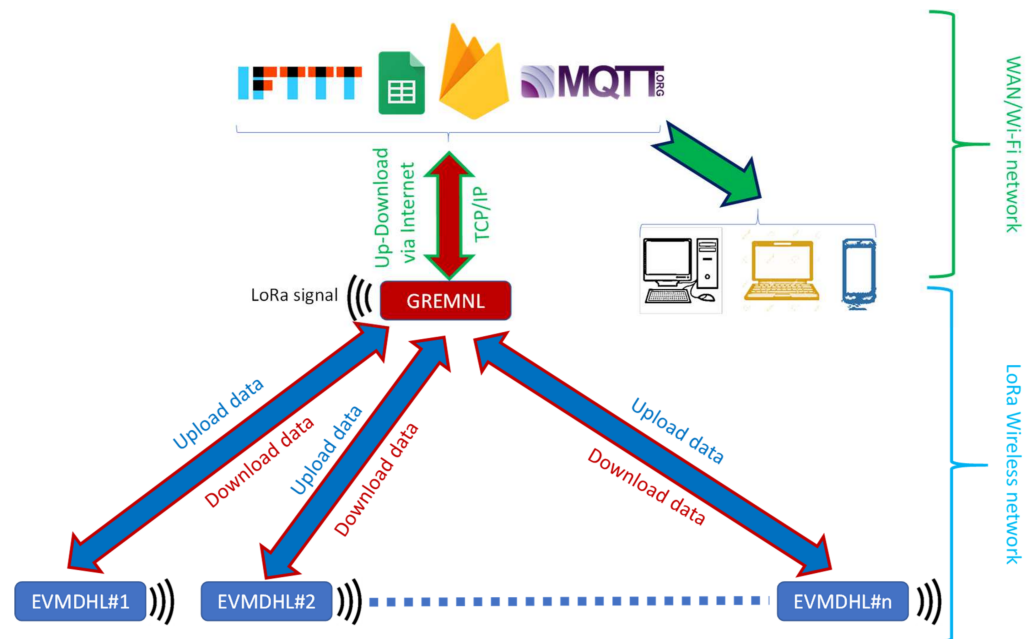 IFTTT
MQTT
.ORG
WAN/Wi-Fi network
Up-Download
via Internet
TCP/IP
LoRa signal
GREMNL
Upload data
Download data
Upload data
Download data
Upload data
Download data
LoRa Wireless network
EVMDHL#1
EVMDHL#2
EVMDHL#n